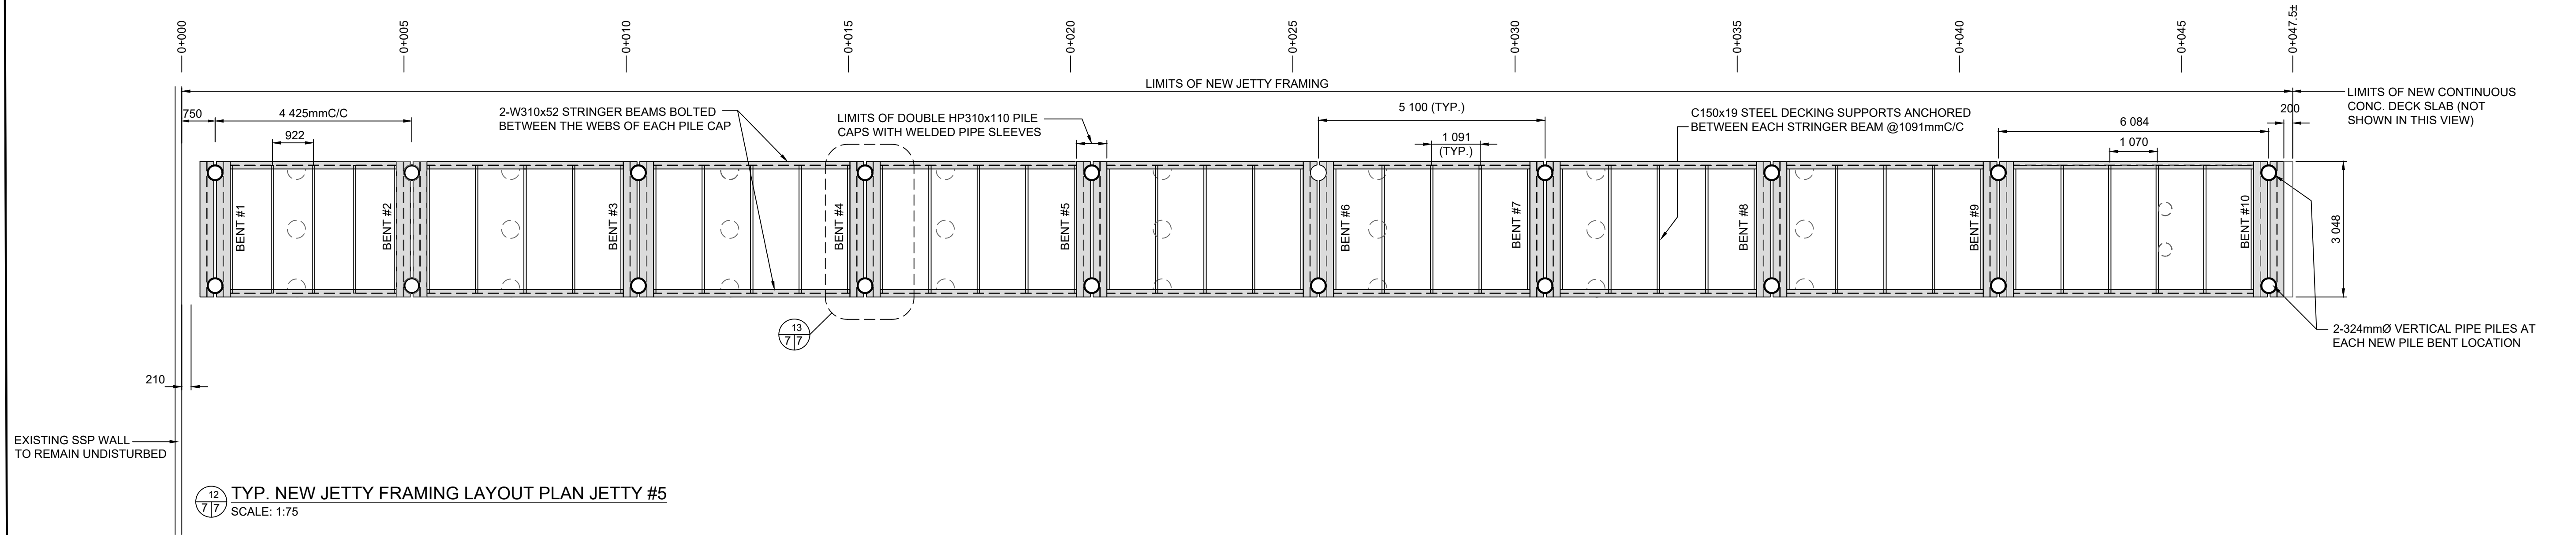 0+000
0+005
0+010
0+015
0+020
0+025
0+030
0+035
0+040
0+045
0+047.5±
LIMITS OF NEW JETTY FRAMING
LIMITS OF NEW CONTINUOUS
CONC. DECK SLAB (NOT
SHOWN IN THIS VIEW)
750
4 425mmC/C
922
2-W310x52 STRINGER BEAMS BOLTED
BETWEEN THE WEBS OF EACH PILE CAP
LIMITS OF DOUBLE HP310x110 PILE
CAPS WITH WELDED PIPE SLEEVES
5 100 (TYP.)
1 091
(TYP.)
C150x19 STEEL DECKING SUPPORTS ANCHORED
BETWEEN EACH STRINGER BEAM @1091mmC/C
6 084
1 070
200
BENT #1
BENT #2
BENT #3
BENT #4
BENT #5
BENT #6
BENT #7
BENT #8
BENT #9
BENT #10
3 048
13
7 7
2-324mmØ VERTICAL PIPE PILES AT
EACH NEW PILE BENT LOCATION
210
EXISTING SSP WALL
TO REMAIN UNDISTURBED
12
7 7
TYP. NEW JETTY FRAMING LAYOUT PLAN JETTY #5
SCALE: 1:75